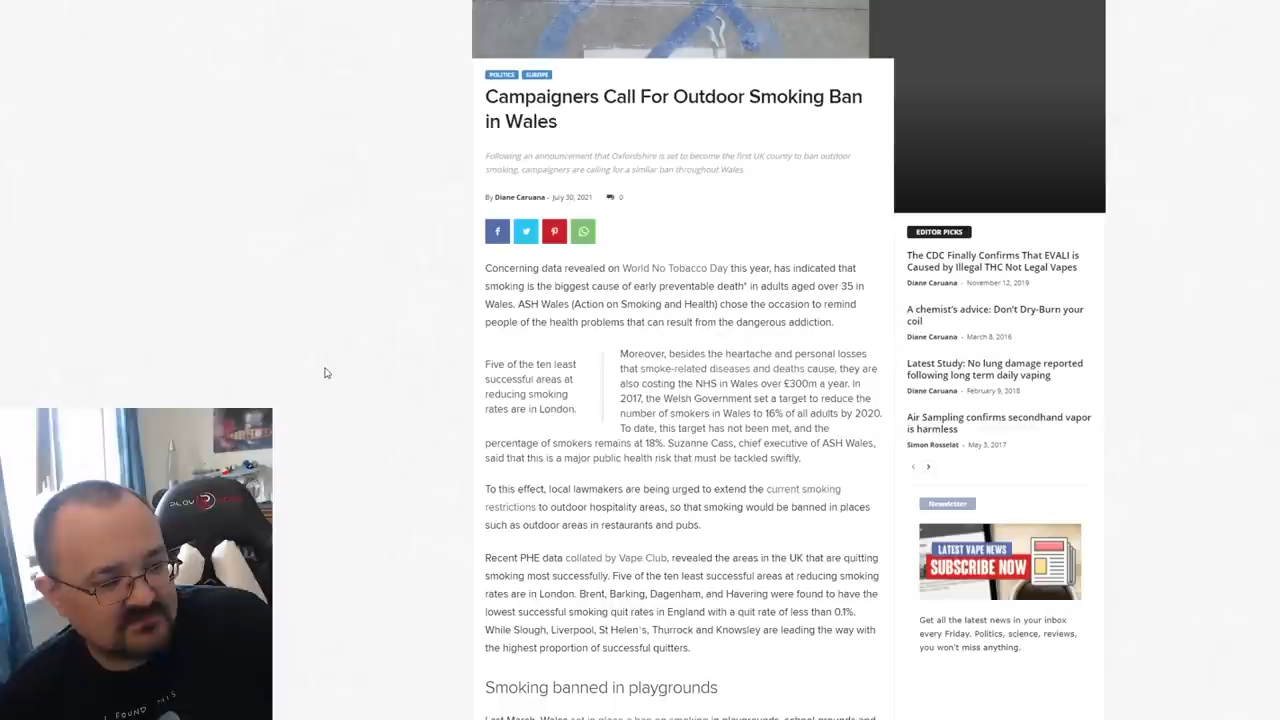 POLITICS EUROPE
Campaigners Call For Outdoor Smoking Ban
in Wales
Following an announcement that Oxfordshire is set to become the first UK county to ban outdoor
smoking, campaigners are calling for a similar ban throughout Wales.
By Diane Caruana - July 30, 2021 0
Concerning data revealed on World No Tobacco Day this year, has indicated that
smoking is the biggest cause of early preventable death* in adults aged over 35 in
Wales. ASH Wales (Action on Smoking and Health) chose the occasion to remind
people of the health problems that can result from the dangerous addiction.
Five of the ten least
successful areas at
reducing smoking
rates are in London.
Moreover, besides the heartache and personal losses
that smoke-related diseases and deaths cause, they are
also costing the NHS in Wales over £300m a year. In
2017, the Welsh Government set a target to reduce the
number of smokers in Wales to 16% of all adults by 2020.
To date, this target has not been met, and the
percentage of smokers remains at 18%. Suzanne Cass, chief executive of ASH Wales,
said that this is a major public health risk that must be tackled swiftly.
To this effect, local lawmakers are being urged to extend the current smoking
restrictions to outdoor hospitality areas, so that smoking would be banned in places
such as outdoor areas in restaurants and pubs.
Recent PHE data collated by Vape Club, revealed the areas in the UK that are quitting
smoking most successfully. Five of the ten least successful areas at reducing smoking
rates are in London. Brent, Barking, Dagenham, and Havering were found to have the
lowest successful smoking quit rates in England with a quit rate of less than 0.1%.
While Slough, Liverpool, St Helen's, Thurrock and Knowsley are leading the way with
the highest proportion of successful quitters.
Smoking banned in playgrounds
Last March, Wales set in place a ban on smoking in playgrounds, school grounds and
EDITOR PICKS
The CDC Finally Confirms That EVALI is
Caused by Illegal THC Not Legal Vapes
Diane Caruana - November 12, 2019
A chemist's advice: Don't Dry-Burn your
coil
Diane Caruana - March 8, 2016
Latest Study: No lung damage reported
following long term daily vaping
Diane Caruana - February 9, 2018
Air Sampling confirms secondhand vapor
is harmless
Simon Rosselat - May 3, 2017
Newsletter
LATEST VAPE NEWS
SUBSCRIBE NOW
Get all the latest news in your inbox
every Friday. Politics, science, reviews,
you won't miss anything.
I FOUND THIS